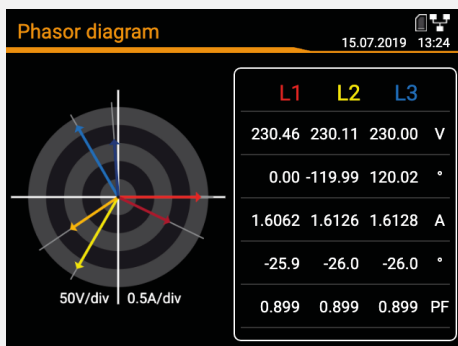 Phasor diagram
15.07.2019 13:24
L1 L2 L3
230.46 230.11 230.00 V
0.00 -119.99 120.02 °
1.6062 1.6126 1.6128 A
-25.9 -26.0 -26.0 °
0.899 0.899 0.899 PF
50V/div 0.5A/div